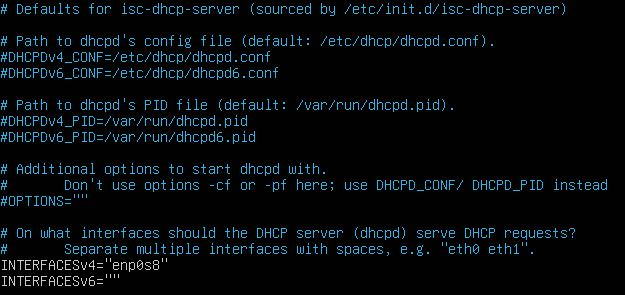 # Defaults for isc-dhcp-server (sourced by /etc/init.d/isc-dhcp-server)
# Path to dhcpd's config file (default: /etc/dhcp/dhcpd.conf).
#DHCPDv4_CONF=/etc/dhcp/dhcpd.conf
#DHCPDv6_CONF=/etc/dhcp/dhcpd6.conf
# Path to dhcpd's PID file (default: /var/run/dhcpd.pid).
#DHCPDv4_PID=/var/run/dhcpd.pid
#DHCPDv6_PID=/var/run/dhcpd6.pid
# Additional options to start dhcpd with.
#       Don't use options -cf or -pf here; use DHCPD_CONF/ DHCPD_PID instead
#OPTIONS=""
# On what interfaces should the DHCP server (dhcpd) serve DHCP requests?
#       Separate multiple interfaces with spaces, e.g. "eth0 eth1".
INTERFACESv4="enp0s8"
INTERFACESv6=""